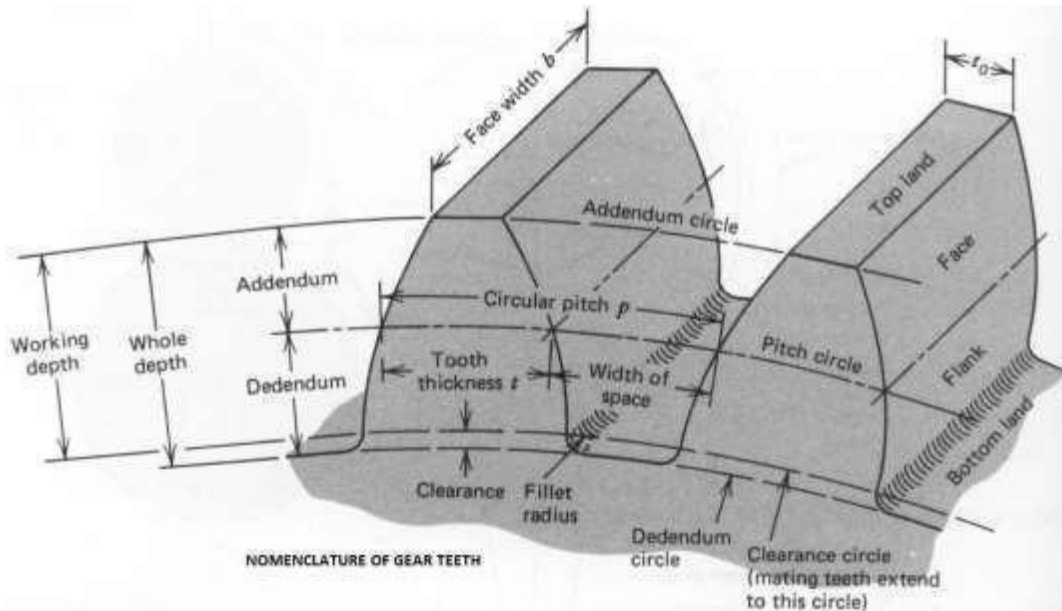 Face width b
t₀
Top land
Addendum circle
Face
Addendum
Circular pitch p
Working
depth
Whole
depth
Pitch circle
Tooth
thickness t
Width of
space
Dedendum
Flank
Bottom land
Clearance
Fillet
radius
Dedendum
circle
Clearance circle
(mating teeth extend
to this circle)
NOMENCLATURE OF GEAR TEETH